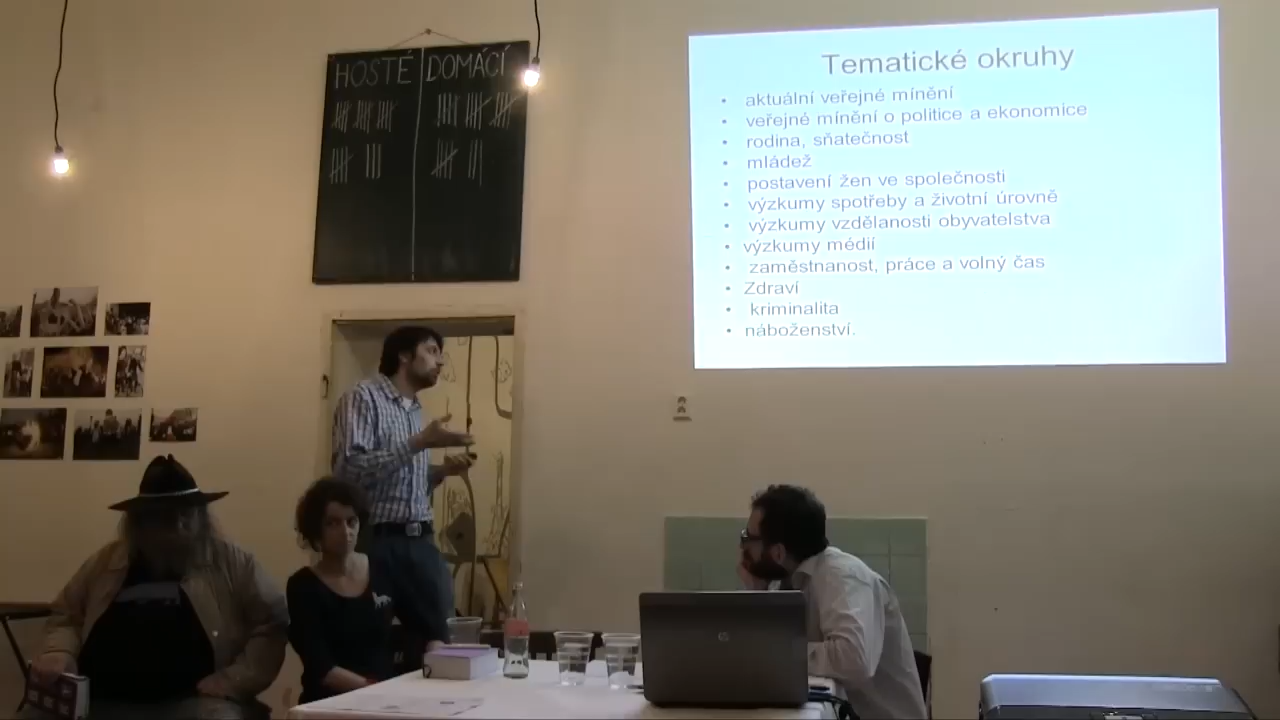 HOSTÉ DOMÁCÍ
Tematické okruhy
• aktuální veřejné mínění
• veřejné mínění o politice a ekonomice
• rodina, sňatečnost
• mládež
• postavení žen ve společnosti
• výzkumy spotřeby a životní úrovně
• výzkumy vzdělanosti obyvatelstva
• výzkumy médií
• zaměstnanost, práce a volný čas
• Zdraví
• kriminalita
• náboženství.
hp